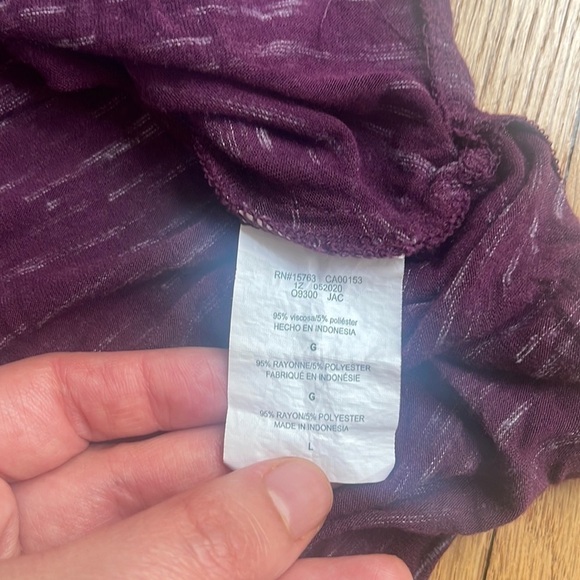 RN#15763 CA00153
1Z 052020
O9300 JAC
95% viscosa/5% poliéster
HECHO EN INDONESIA
G
95% RAYONNE/5% POLYESTER
FABRIQUÉ EN INDONÉSIE
G
95% RAYON/5% POLYESTER
MADE IN INDONESIA
L